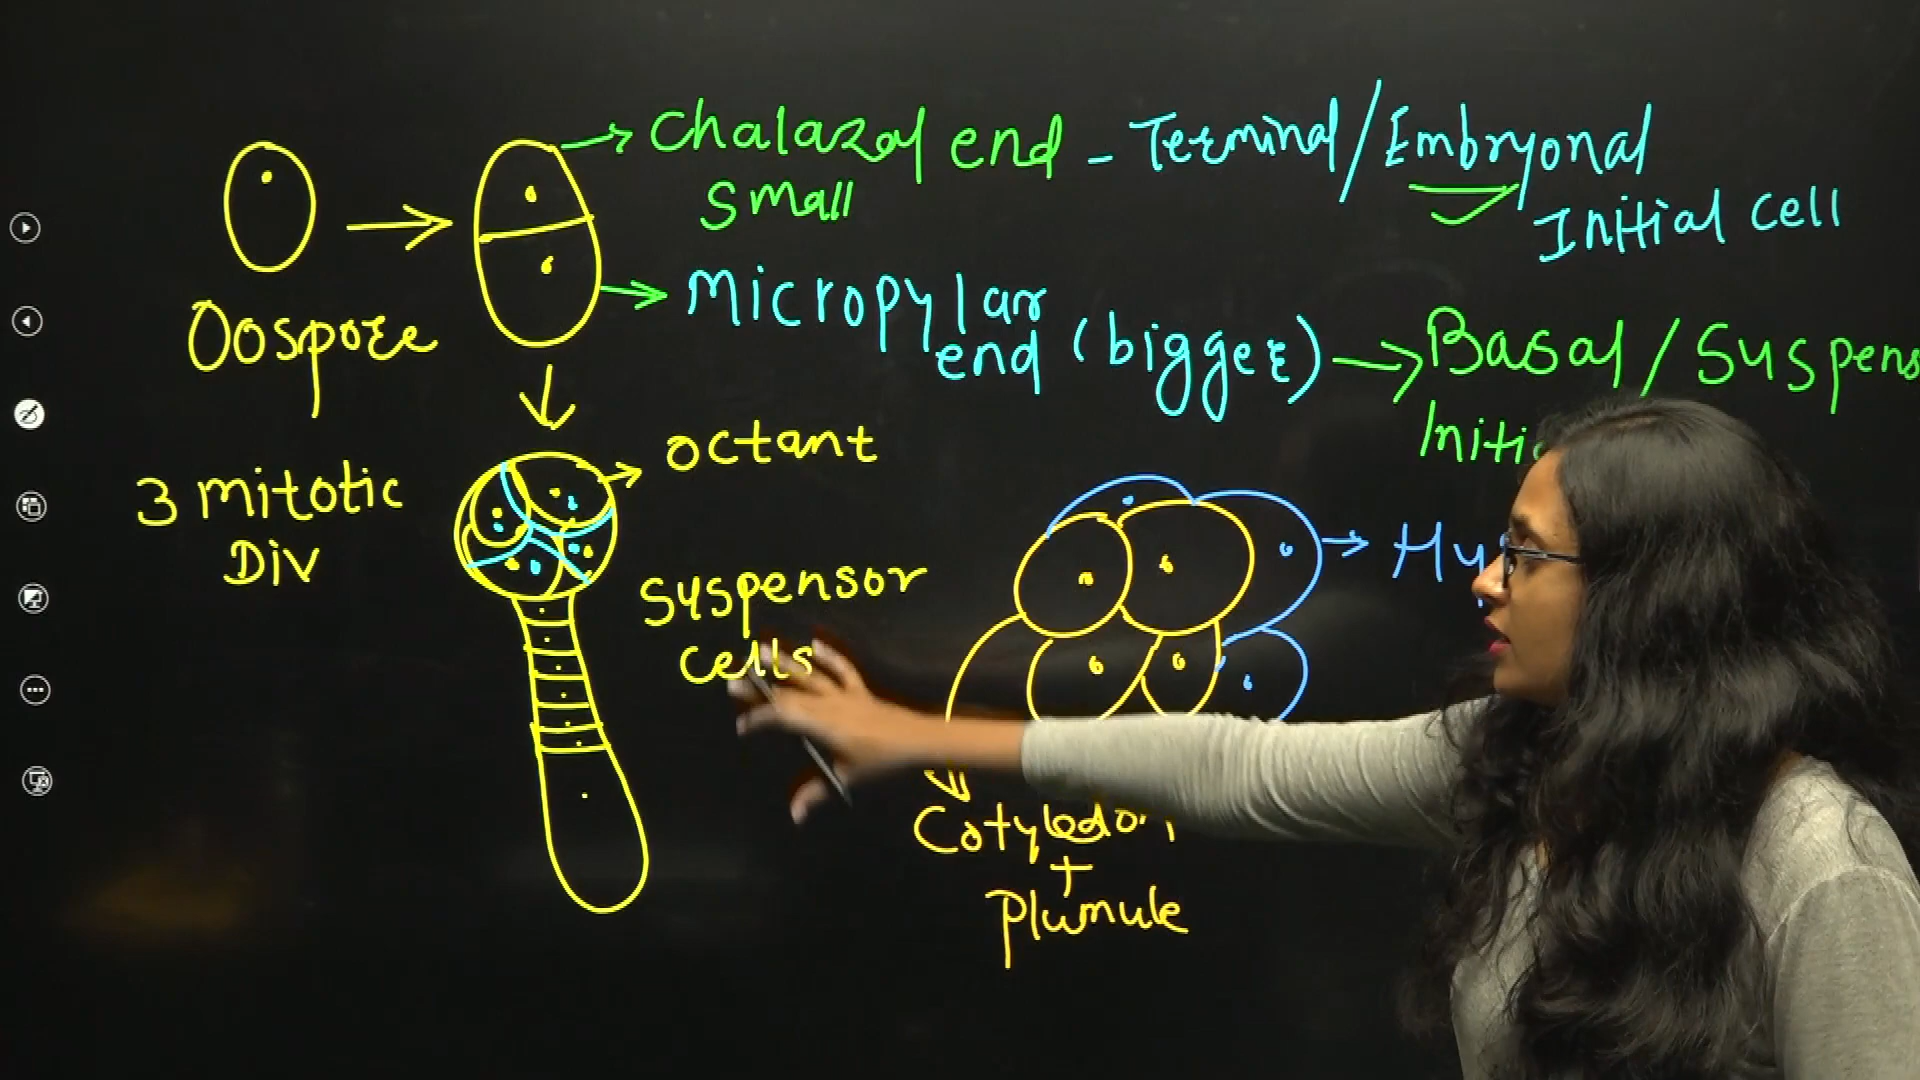 Chalazal end - Terminal/Embryonal
Small
Initial cell
Oospore
Micropylar
end (bigger)
Basal/Suspens
Octant
3 mitotic
Div
Suspensor
cells
Cotyledon
+
Plumule